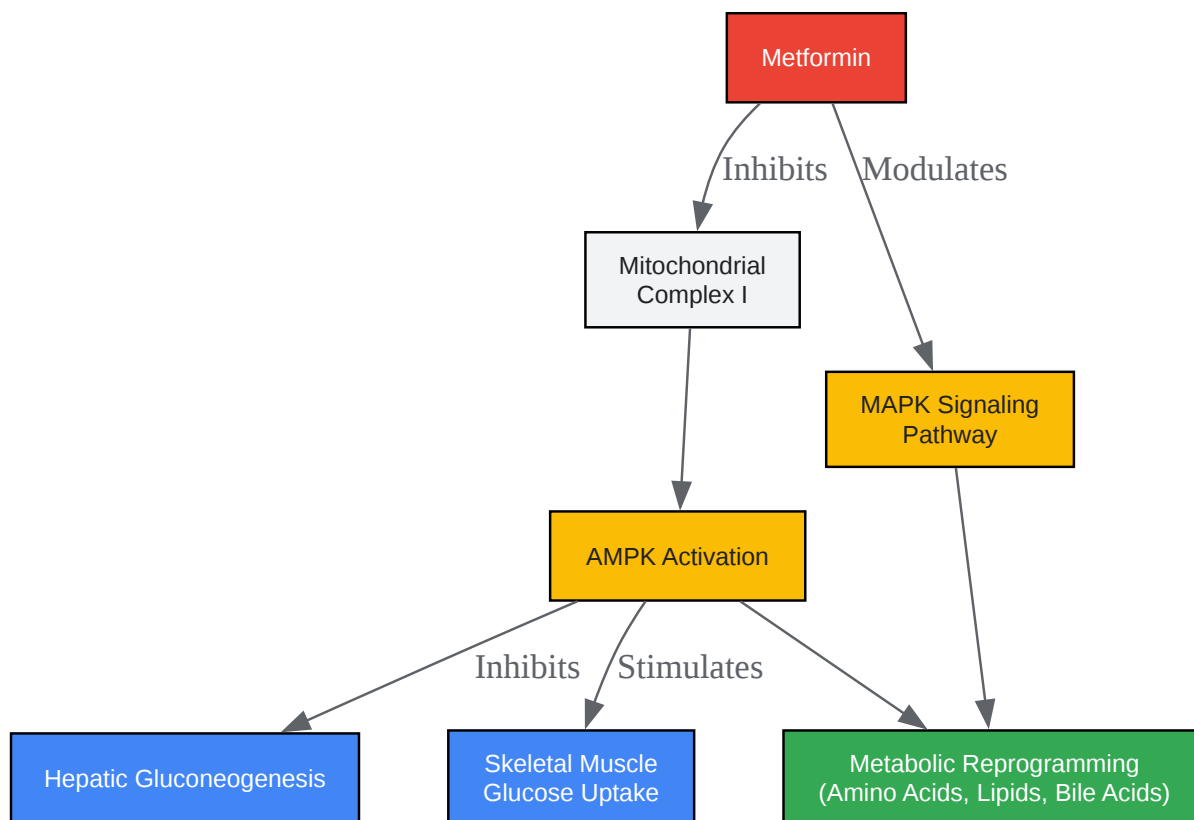 Metformin
Inhibits
Modulates
Mitochondrial
Complex I
MAPK Signaling
Pathway
AMPK Activation
Inhibits
Stimulates
Hepatic Gluconeogenesis
Skeletal Muscle
Glucose Uptake
Metabolic Reprogramming
(Amino Acids, Lipids, Bile Acids)